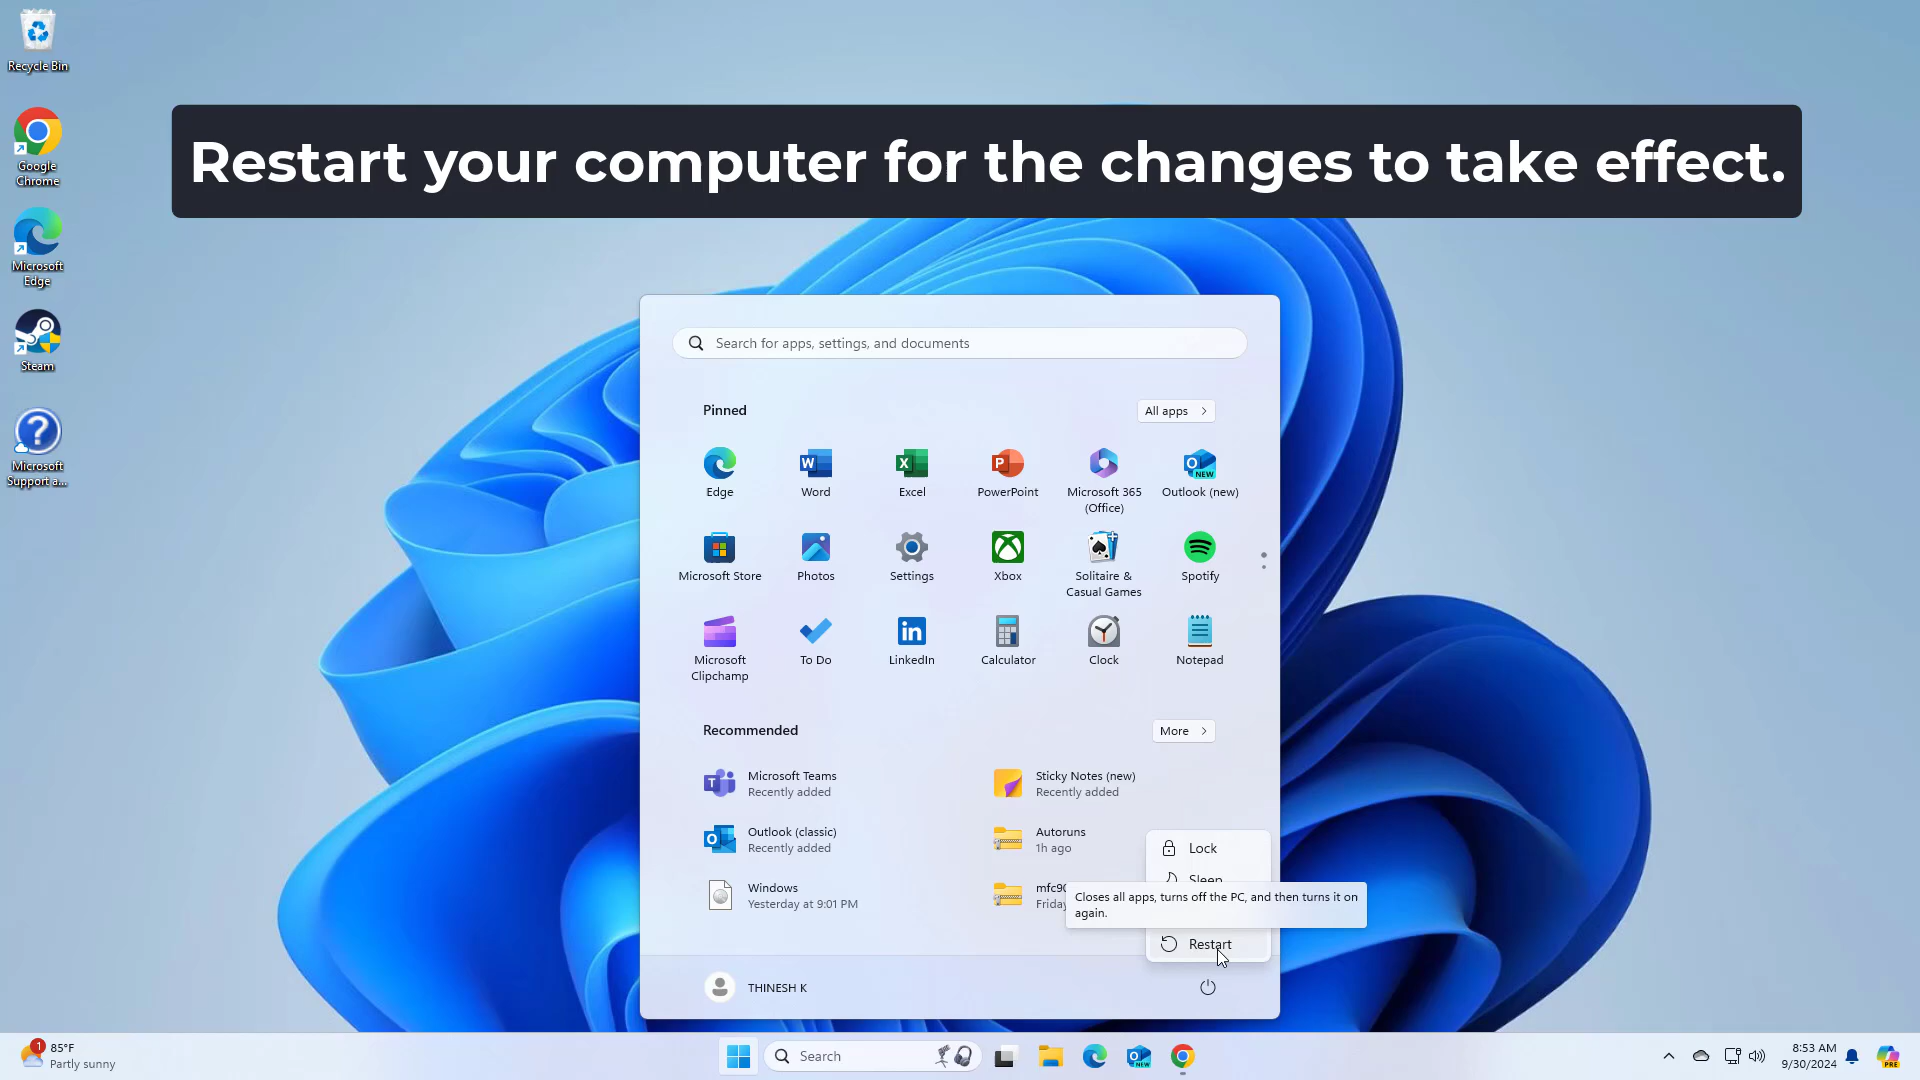 Recycle Bin
Google
Chrome
Microsoft
Edge
Steam
Microsoft
Support a...
Restart your computer for the changes to take effect.
Search for apps, settings, and documents
Pinned
All apps
Edge
Word
Excel
PowerPoint
Microsoft 365
(Office)
Outlook (new)
Microsoft Store
Photos
Settings
Xbox
Solitaire &
Casual Games
Spotify
Microsoft
Clipchamp
To Do
LinkedIn
Calculator
Clock
Notepad
Recommended
More
Microsoft Teams
Recently added
Sticky Notes (new)
Recently added
Outlook (classic)
Recently added
Autoruns
1h ago
Windows
Yesterday at 9:01 PM
Lock
Sleep
Closes all apps, turns off the PC, and then turns it on
again.
Restart
THINESH K
85°F
Partly sunny
Search
8:53 AM
9/30/2024